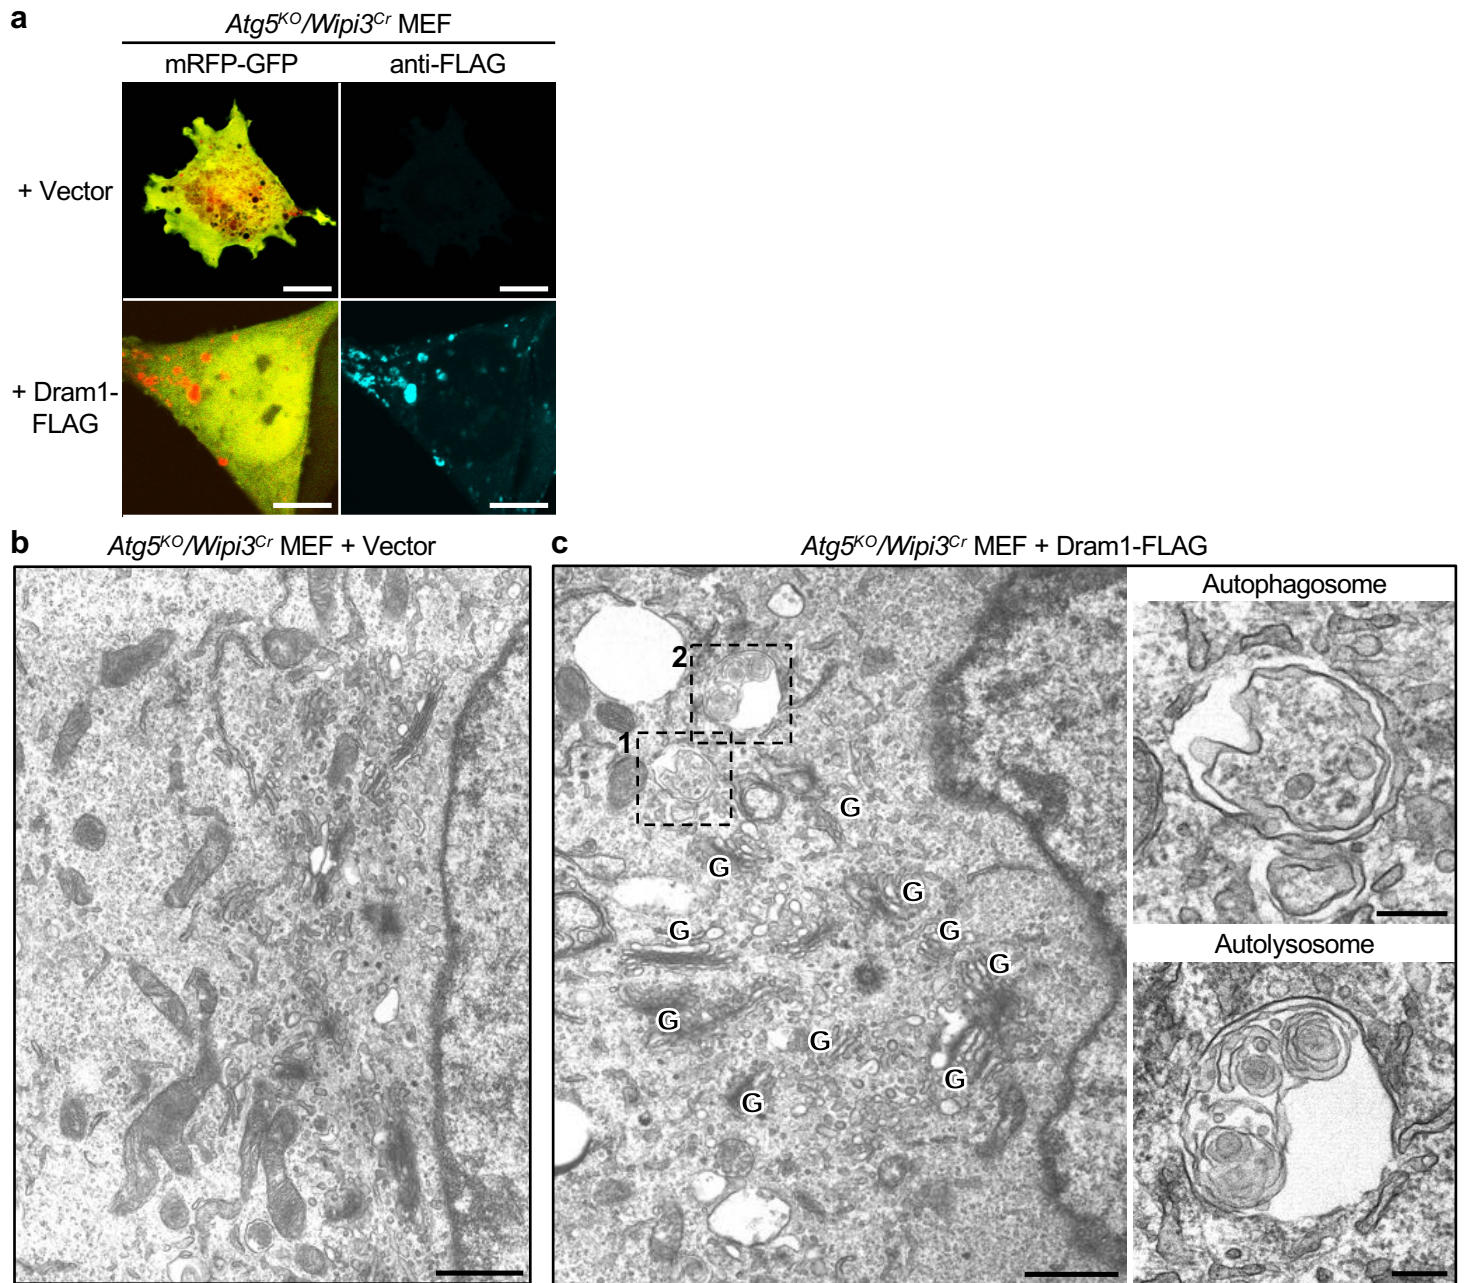 a
Atg5KO/Wipi3Cr MEF
mRFP-GFP anti-FLAG
+ Vector
+ Dram1-
FLAG
b Atg5KO/Wipi3Cr MEF + Vector
c Atg5KO/Wipi3Cr MEF + Dram1-FLAG
Autophagosome
2
1
G
G
G
G
G
G
G
G
G
G
Autolysosome